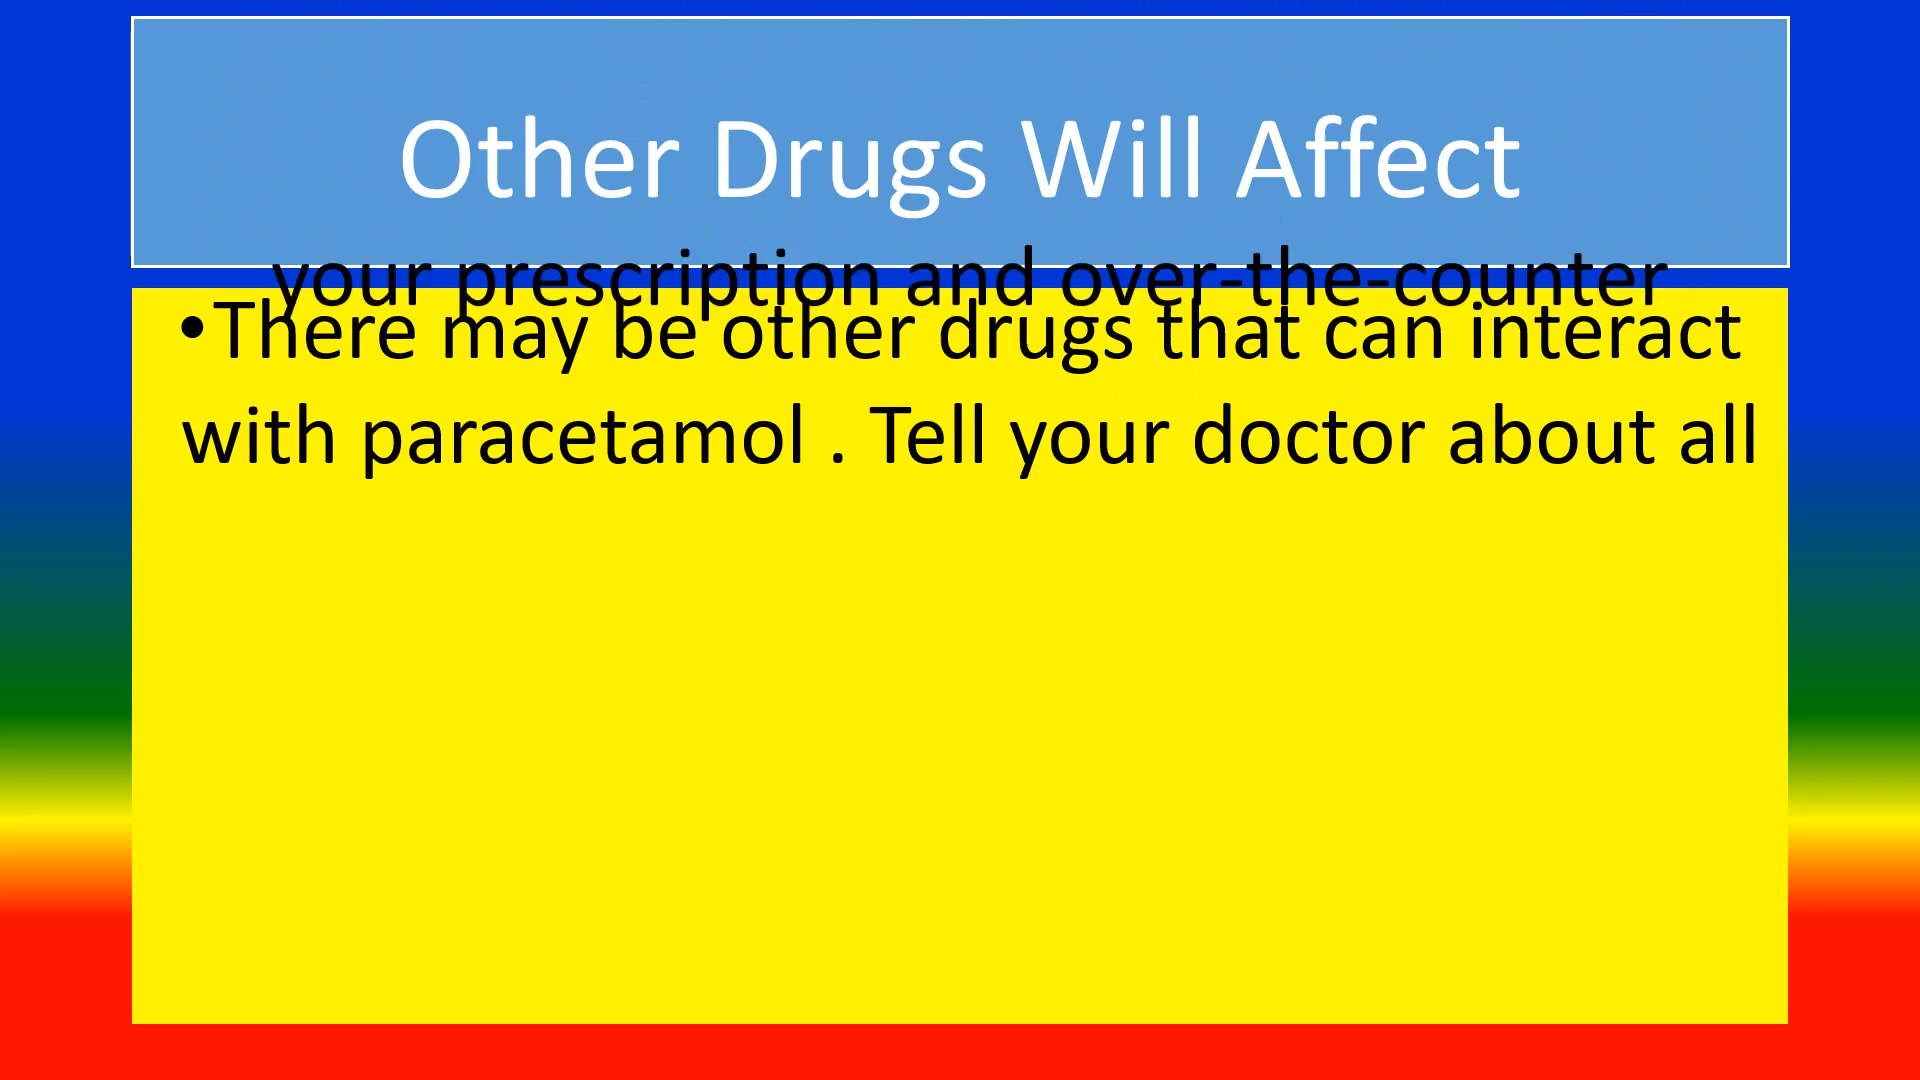 Other Drugs Will Affect
your prescription and over-the-counter
•There may be other drugs that can interact
with paracetamol . Tell your doctor about all